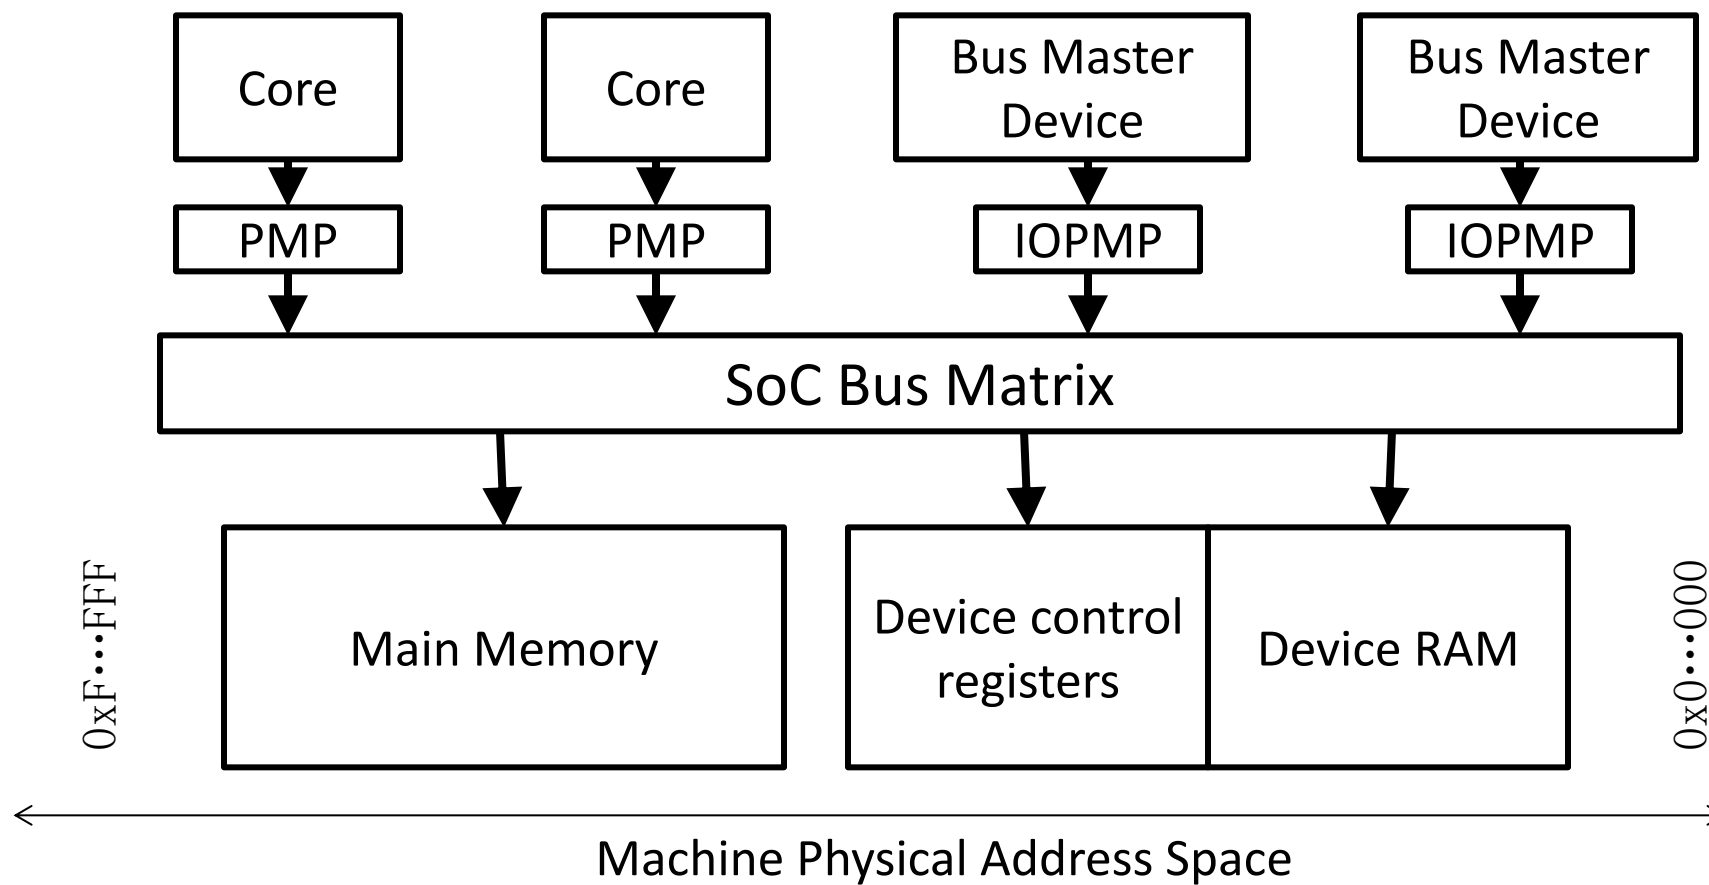 Core
Core
Bus Master
Device
Bus Master
Device
PMP
PMP
IOPMP
IOPMP
SoC Bus Matrix
0xF····FFF
Main Memory
Device control
registers
Device RAM
0x0····000
Machine Physical Address Space